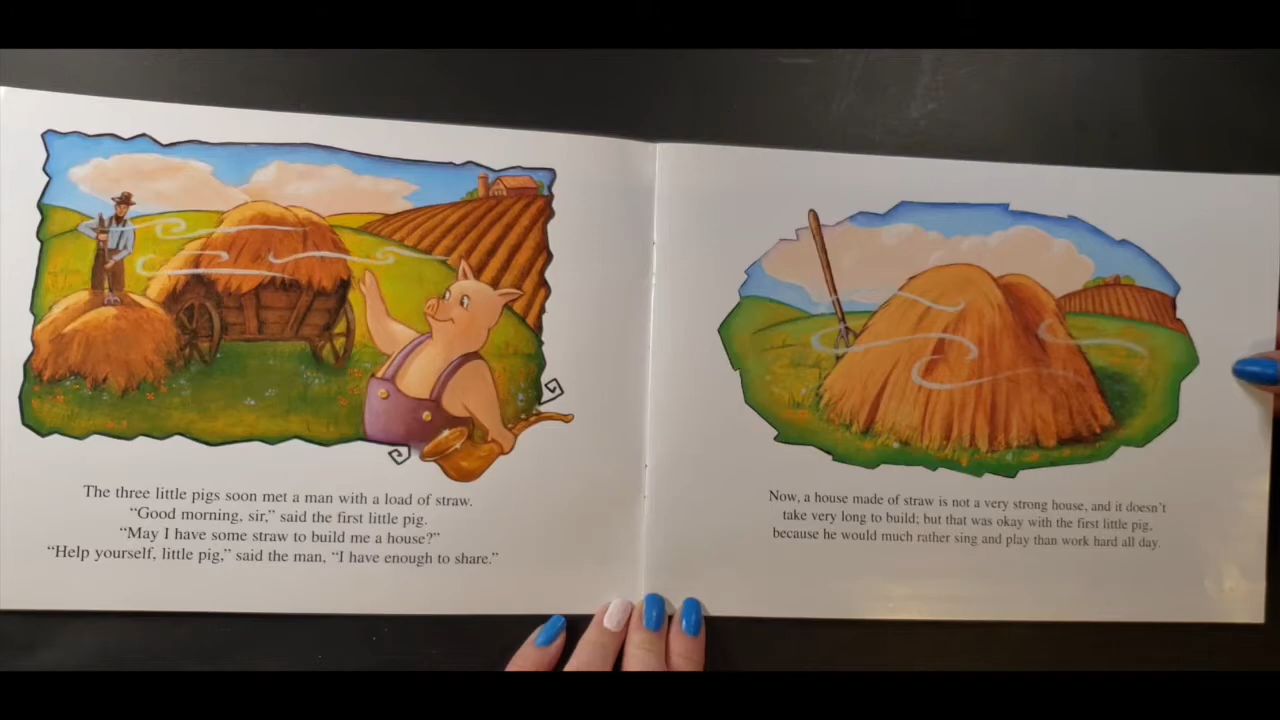 The three little pigs soon met a man with a load of straw.
“Good morning, sir,” said the first little pig.
“May I have some straw to build me a house?”
“Help yourself, little pig,” said the man, “I have enough to share.”
Now, a house made of straw is not a very strong house, and it doesn’t
take very long to build; but that was okay with the first little pig,
because he would much rather sing and play than work hard all day.